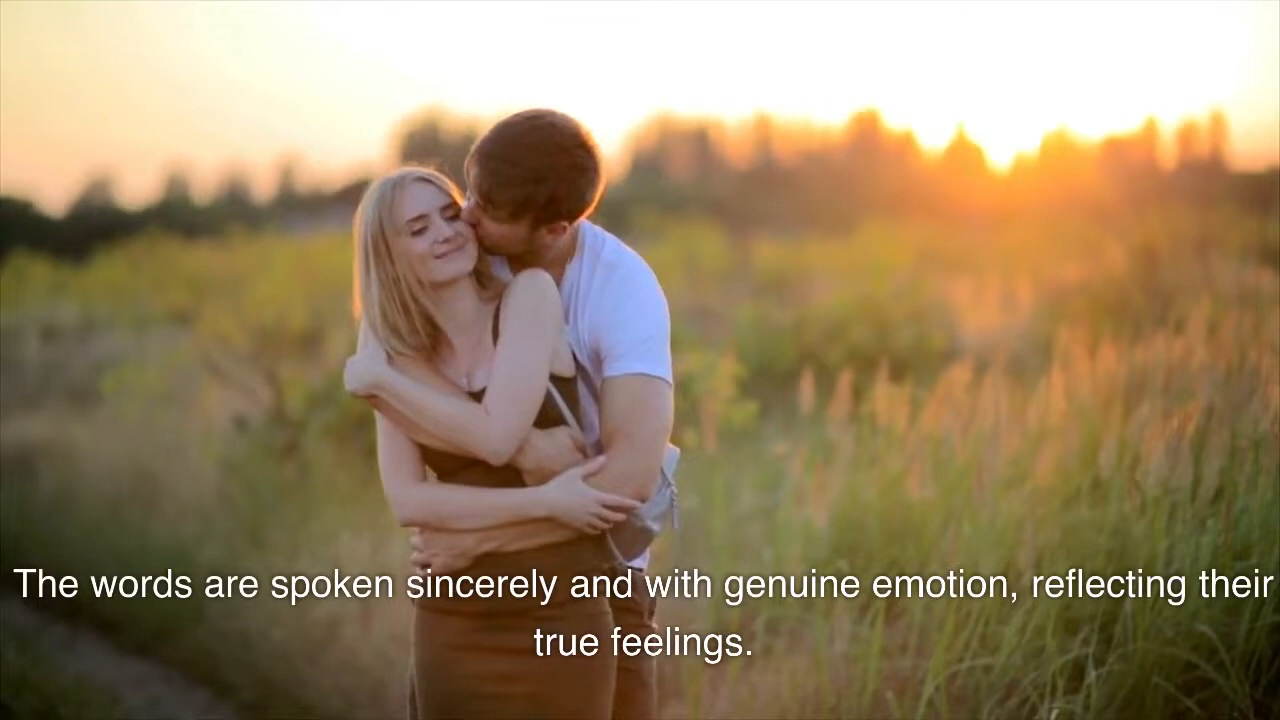 The words are spoken sincerely and with genuine emotion, reflecting their
true feelings.